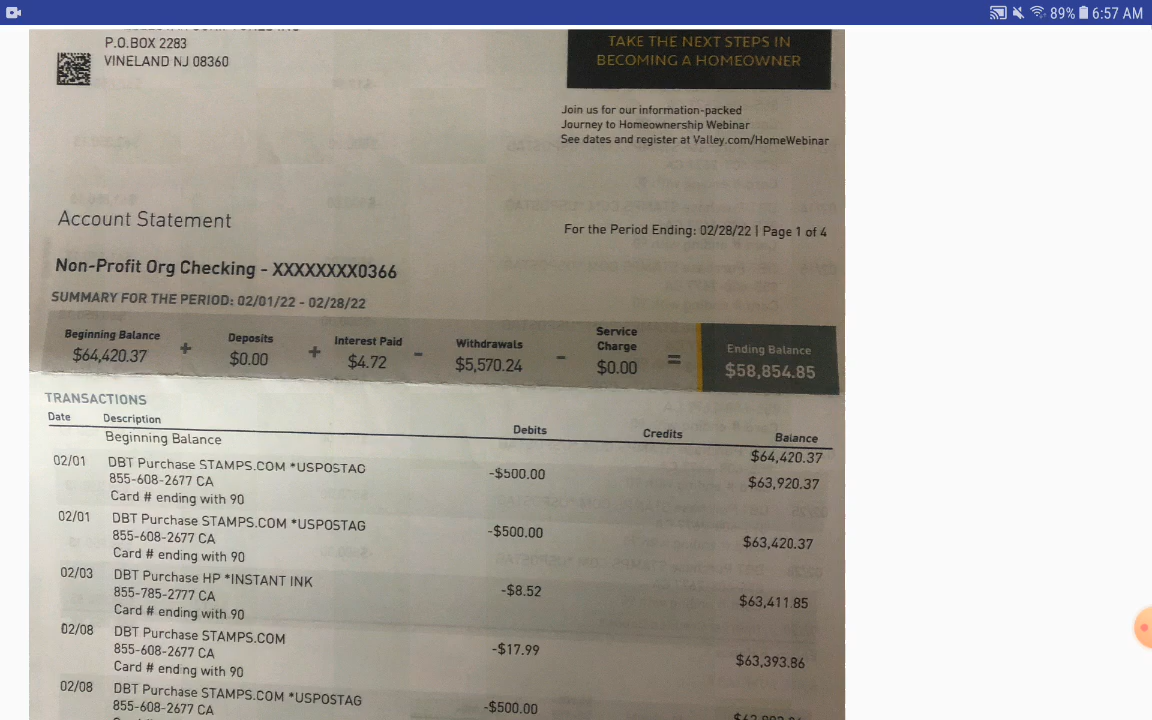 89% 6:57 AM
P.O.BOX 2283
VINELAND NJ 08360
TAKE THE NEXT STEPS IN
BECOMING A HOMEOWNER
Join us for our information-packed
Journey to Homeownership Webinar
See dates and register at Valley.com/HomeWebinar
Account Statement
For the Period Ending: 02/28/22 | Page 1 of 4
Non-Profit Org Checking - XXXXXXXX0366
SUMMARY FOR THE PERIOD: 02/01/22 - 02/28/22
Beginning Balance + Deposits + Interest Paid - Withdrawals - Service Charge = Ending Balance
$64,420.37 $0.00 $4.72 $5,570.24 $0.00 $58,854.85
TRANSACTIONS
Date Description Debits Credits Balance
Beginning Balance $64,420.37
02/01 DBT Purchase STAMPS.COM *USPOSTAG -$500.00 $63,920.37
855-608-2677 CA
Card # ending with 90
02/01 DBT Purchase STAMPS.COM *USPOSTAG -$500.00 $63,420.37
855-608-2677 CA
Card # ending with 90
02/03 DBT Purchase HP *INSTANT INK -$8.52 $63,411.85
855-785-2777 CA
Card # ending with 90
02/08 DBT Purchase STAMPS.COM -$17.99 $63,393.86
855-608-2677 CA
Card # ending with 90
02/08 DBT Purchase STAMPS.COM *USPOSTAG -$500.00
855-608-2677 CA